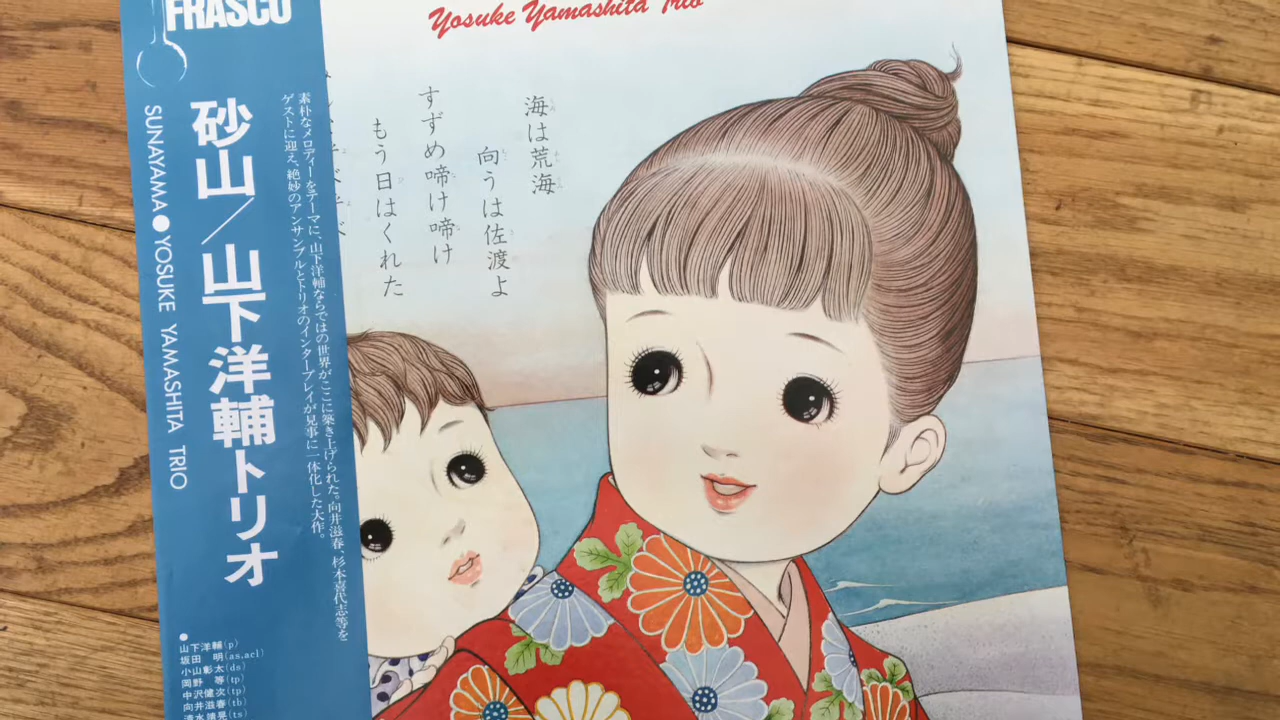 FRASCO
Yosuke Yamashita Trio
砂山／山下洋輔トリオ
SUNAYAMA●YOSUKE YAMASHITA TRIO
素朴なメロディーをテーマに、山下洋輔ならではの世界がここに築き上げられた。向井滋春、杉本喜代志等を
ゲストに迎え、絶妙のアンサンブルとトリオのインタープレイが見事に一体化した大作。
海は荒海
向うは佐渡よ
すずめ啼け啼け
もう日はくれた
●
山下洋輔(p)
坂田 明(as,acl)
小山彰太(ds)
岡野 等(tp)
中沢健次(tp)
向井滋春(tb)
清水靖晃(ts)